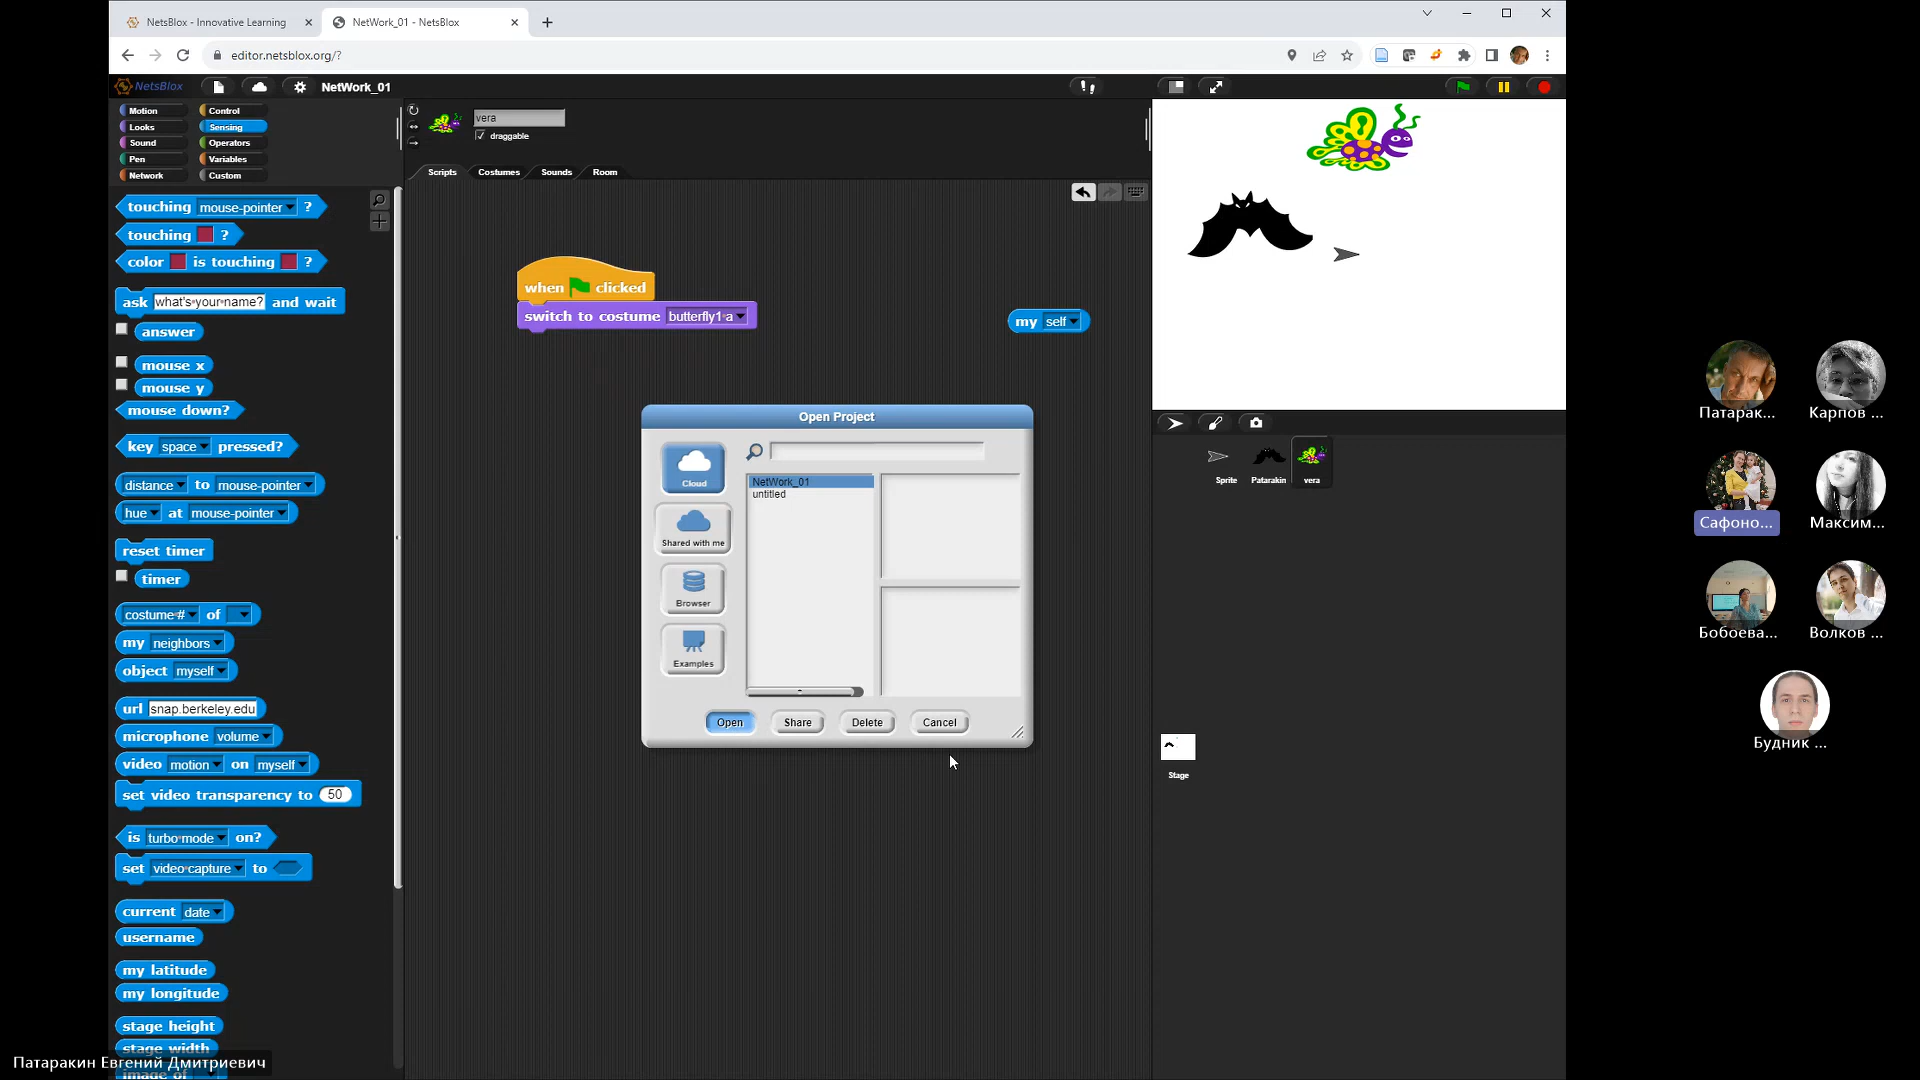 NetsBlox - Innovative Learning
NetWork_01 - NetsBlox
editor.netsblox.org/?
NetsBlox
NetWork_01
Motion
Control
Looks
Sensing
Sound
Operators
Pen
Variables
Network
Custom
vera
draggable
Scripts
Costumes
Sounds
Room
touching mouse-pointer ?
touching ?
color is touching ?
ask what's your name? and wait
answer
mouse x
mouse y
mouse down?
key space pressed?
distance to mouse-pointer
hue at mouse-pointer
reset timer
timer
costume # of
my neighbors
object myself
url snap.berkeley.edu
microphone volume
video motion on myself
set video transparency to 50
is turbo mode on?
set video capture to
current date
username
my latitude
my longitude
stage height
stage width
image of
when clicked
switch to costume butterfly1 a
my self
Open Project
Cloud
Shared with me
Browser
Examples
NetWork_01
untitled
Open
Share
Delete
Cancel
Sprite
Patarakin
vera
Stage
Патарак...
Карпов ...
Сафоно...
Максим...
Бобоева...
Волков ...
Будник ...
Патаракин Евгений Дмитриевич